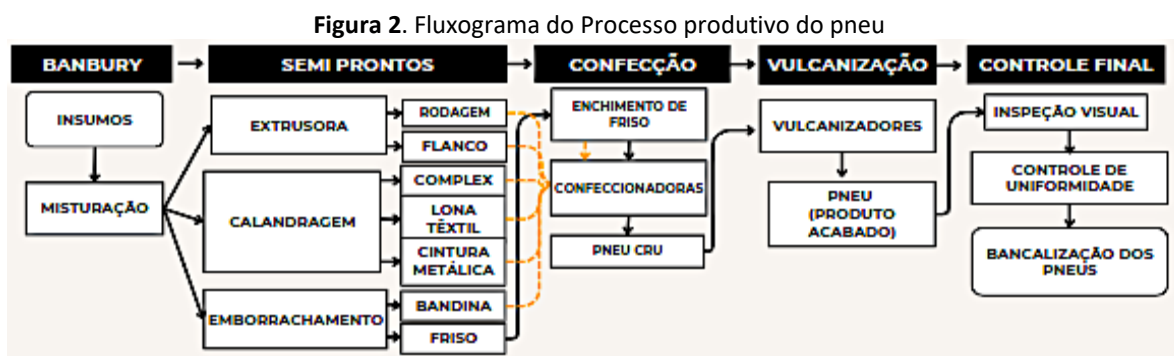 Figura 2. Fluxograma do Processo produtivo do pneu
BANBURY
SEMI PRONTOS
CONFECÇÃO
VULCANIZAÇÃO
CONTROLE FINAL
INSUMOS
MISTURAÇÃO
EXTRUSORA
CALANDRAGEM
EMBORRACHAMENTO
RODAGEM
FLANCO
COMPLEX
LONA
TÊXTIL
CINTURA
METÁLICA
BANDINA
FRISO
ENCHIMENTO DE
FRISO
CONFECCIONADORAS
PNEU CRU
VULCANIZADORES
PNEU
(PRODUTO
ACABADO)
INSPEÇÃO VISUAL
CONTROLE DE
UNIFORMIDADE
BANCALIZAÇÃO DOS
PNEUS